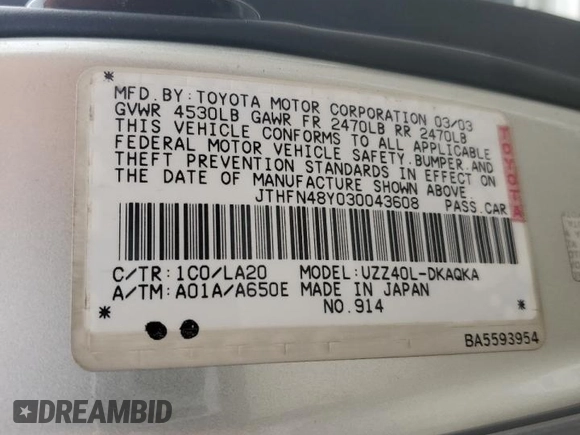 MFD.BY:TOYOTA MOTOR CORPORATION 03/03
GVWR 4530LB GAWR FR 2470LB RR 2470LB
THIS VEHICLE CONFORMS TO ALL APPLICABLE
FEDERAL MOTOR VEHICLE SAFETY.BUMPER.AND
THEFT PREVENTION STANDARDS IN EFFECT ON
THE DATE OF MANUFACTURE SHOWN ABOVE.
JTHFN48Y030043608 PASS.CAR
C/TR:1C0/LA20 MODEL:UZZ40L-DKAQKA
A/TM:A01A/A650E MADE IN JAPAN
NO.914
BA5593954
DREAMBID